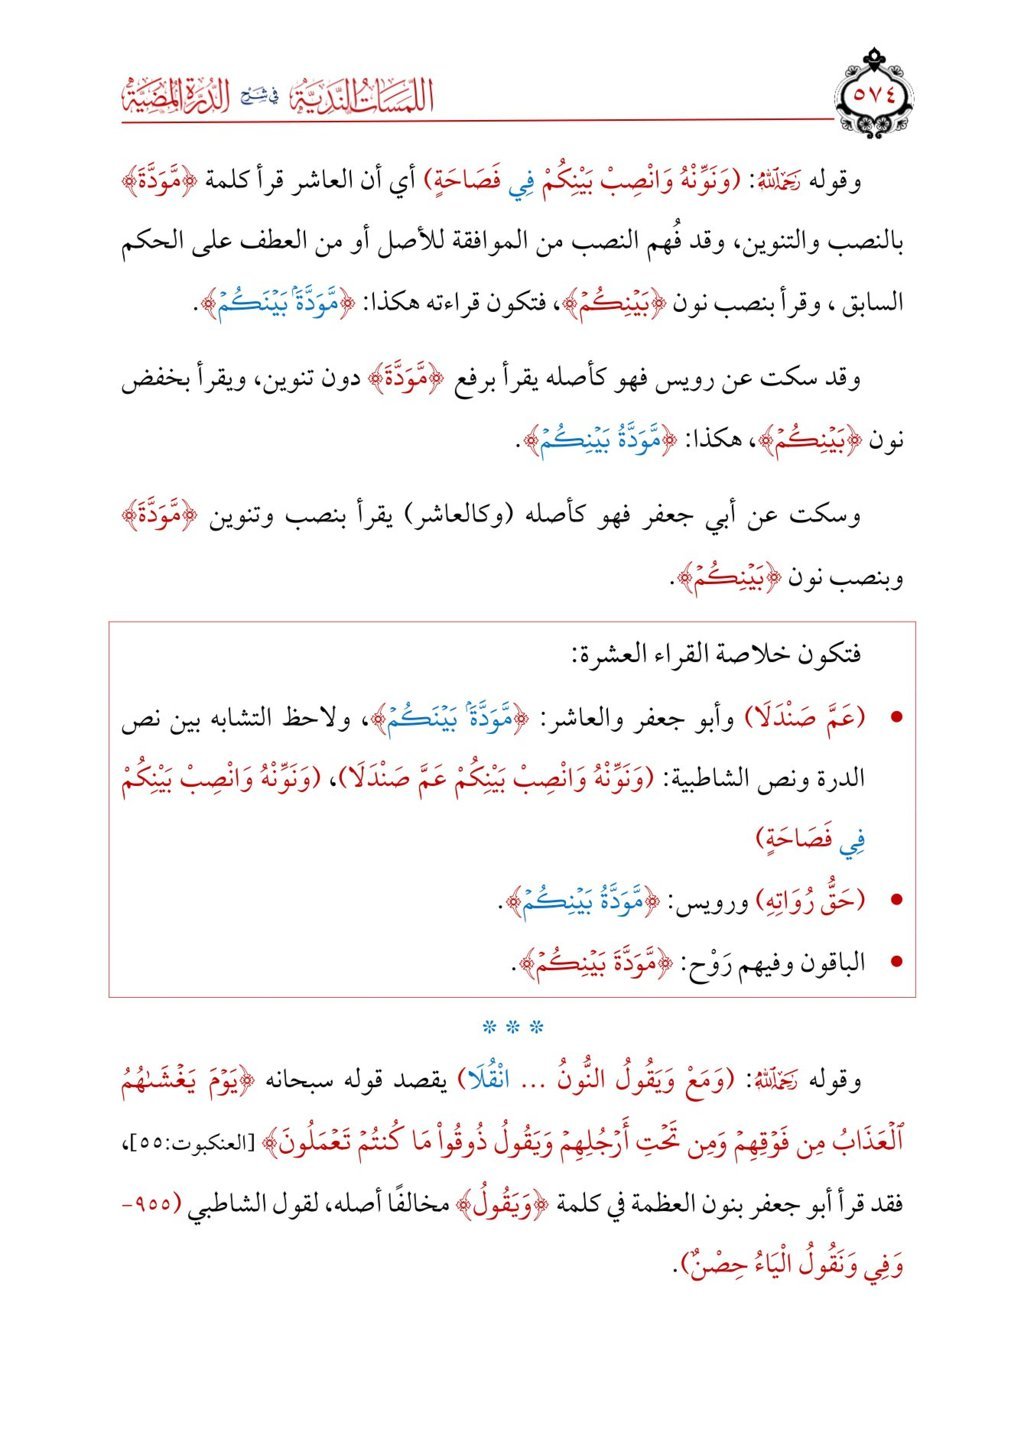 اللمسات الندية في شرح الدرة المضية ٥٧٤
وقوله رَحِمَهُ ٱللَّهُ: (وَنَوِّنْهُ وَانْصِبْ بَيْنِكُمْ فِي فَصَاحَةٍ) أي أن العاشر قرأ كلمة ﴿مَّوَدَّةَ﴾
بالنصب والتنوين، وقد فُهم النصب من الموافقة للأصل أو من العطف على الحكم
السابق ، وقرأ بنصب نون ﴿بَيْنِكُمْ﴾، فتكون قراءته هكذا: ﴿مَّوَدَّةًۢ بَيْنَكُمْ﴾.
وقد سكت عن رويس فهو كأصله يقرأ برفع ﴿مَّوَدَّةَ﴾ دون تنوين، ويقرأ بخفض
نون ﴿بَيْنِكُمْ﴾، هكذا: ﴿مَّوَدَّةُ بَيْنِكُمْ﴾.
وسكت عن أبي جعفر فهو كأصله (وكالعاشر) يقرأ بنصب وتنوين ﴿مَّوَدَّةَ﴾
وبنصب نون ﴿بَيْنِكُمْ﴾.
فتكون خلاصة القراء العشرة:
• (عَمَّ صَنْدَلَا) وأبو جعفر والعاشر: ﴿مَّوَدَّةًۢ بَيْنَكُمْ﴾، ولاحظ التشابه بين نص
الدرة ونص الشاطبية: (وَنَوِّنْهُ وَانْصِبْ بَيْنِكُمْ عَمَّ صَنْدَلَا)، (وَنَوِّنْهُ وَانْصِبْ بَيْنِكُمْ
فِي فَصَاحَةٍ)
• (حَقُّ رُوَاتِهِ) ورويس: ﴿مَّوَدَّةُ بَيْنِكُمْ﴾.
• الباقون وفيهم رَوْح: ﴿مَّوَدَّةَ بَيْنِكُمْ﴾.
* * *
وقوله رَحِمَهُ ٱللَّهُ: (وَمَعْ وَيَقُولُ النُّونُ ... انْقُلَا) يقصد قوله سبحانه ﴿يَوْمَ يَغْشَىٰهُمُ
ٱلْعَذَابُ مِن فَوْقِهِمْ وَمِن تَحْتِ أَرْجُلِهِمْ وَيَقُولُ ذُوقُوا۟ مَا كُنتُمْ تَعْمَلُونَ﴾ [العنكبوت:٥٥]،
فقد قرأ أبو جعفر بنون العظمة في كلمة ﴿وَيَقُولُ﴾ مخالفًا أصله، لقول الشاطبي (٩٥٥-
وَفِي وَنَقُولُ الْيَاءُ حِصْنٌ).